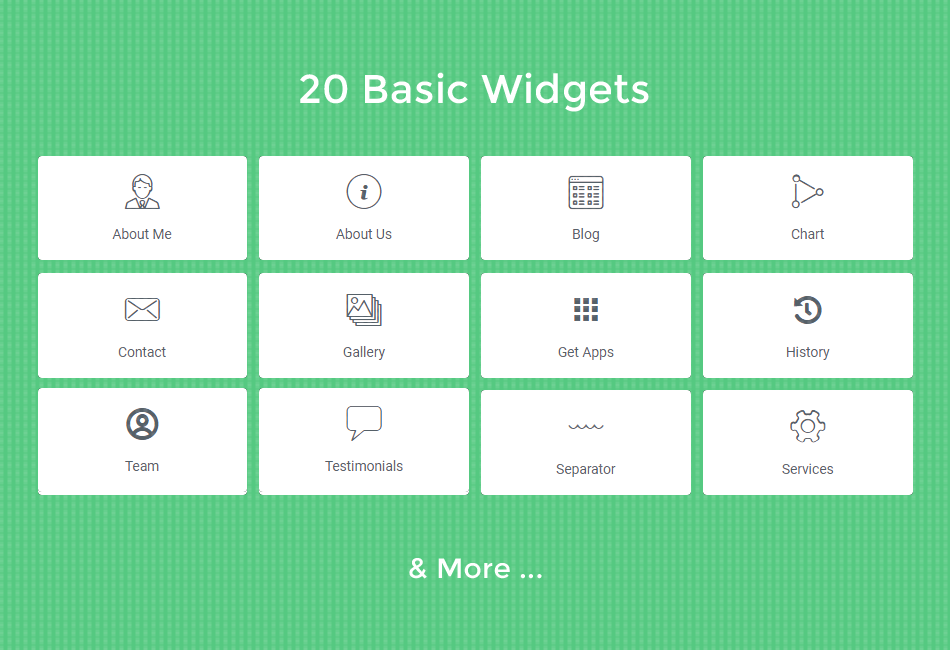 20 Basic Widgets
About Me
About Us
Blog
Chart
Contact
Gallery
Get Apps
History
Team
Testimonials
Separator
Services
& More ...